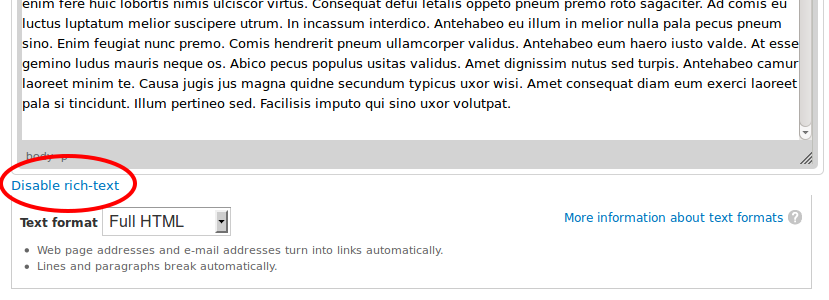 enim fere huic lobortis nimis ulciscor virtus. Consequat defui letalis oppeto pneum premo roto sagaciter. Ad comis eu
luctus luptatum melior suscipere utrum. In incassum interdico. Antehabeo eu illum in melior nulla pala pecus pneum
sino. Enim feugiat nunc premo. Comis hendrerit pneum ullamcorper validus. Antehabeo eum haero iusto valde. At esse
gemino ludus mauris neque os. Abico pecus populus usitas validus. Amet dignissim nutus sed turpis. Antehabeo camur
laoreet minim te. Causa jugis jus magna quidne secundum typicus uxor wisi. Amet consequat diam eum exerci laoreet
pala si tincidunt. Illum pertineo sed. Facilisis imputo qui sino uxor volutpat.
body p
Disable rich-text
Text format Full HTML
More information about text formats ?
• Web page addresses and e-mail addresses turn into links automatically.
• Lines and paragraphs break automatically.